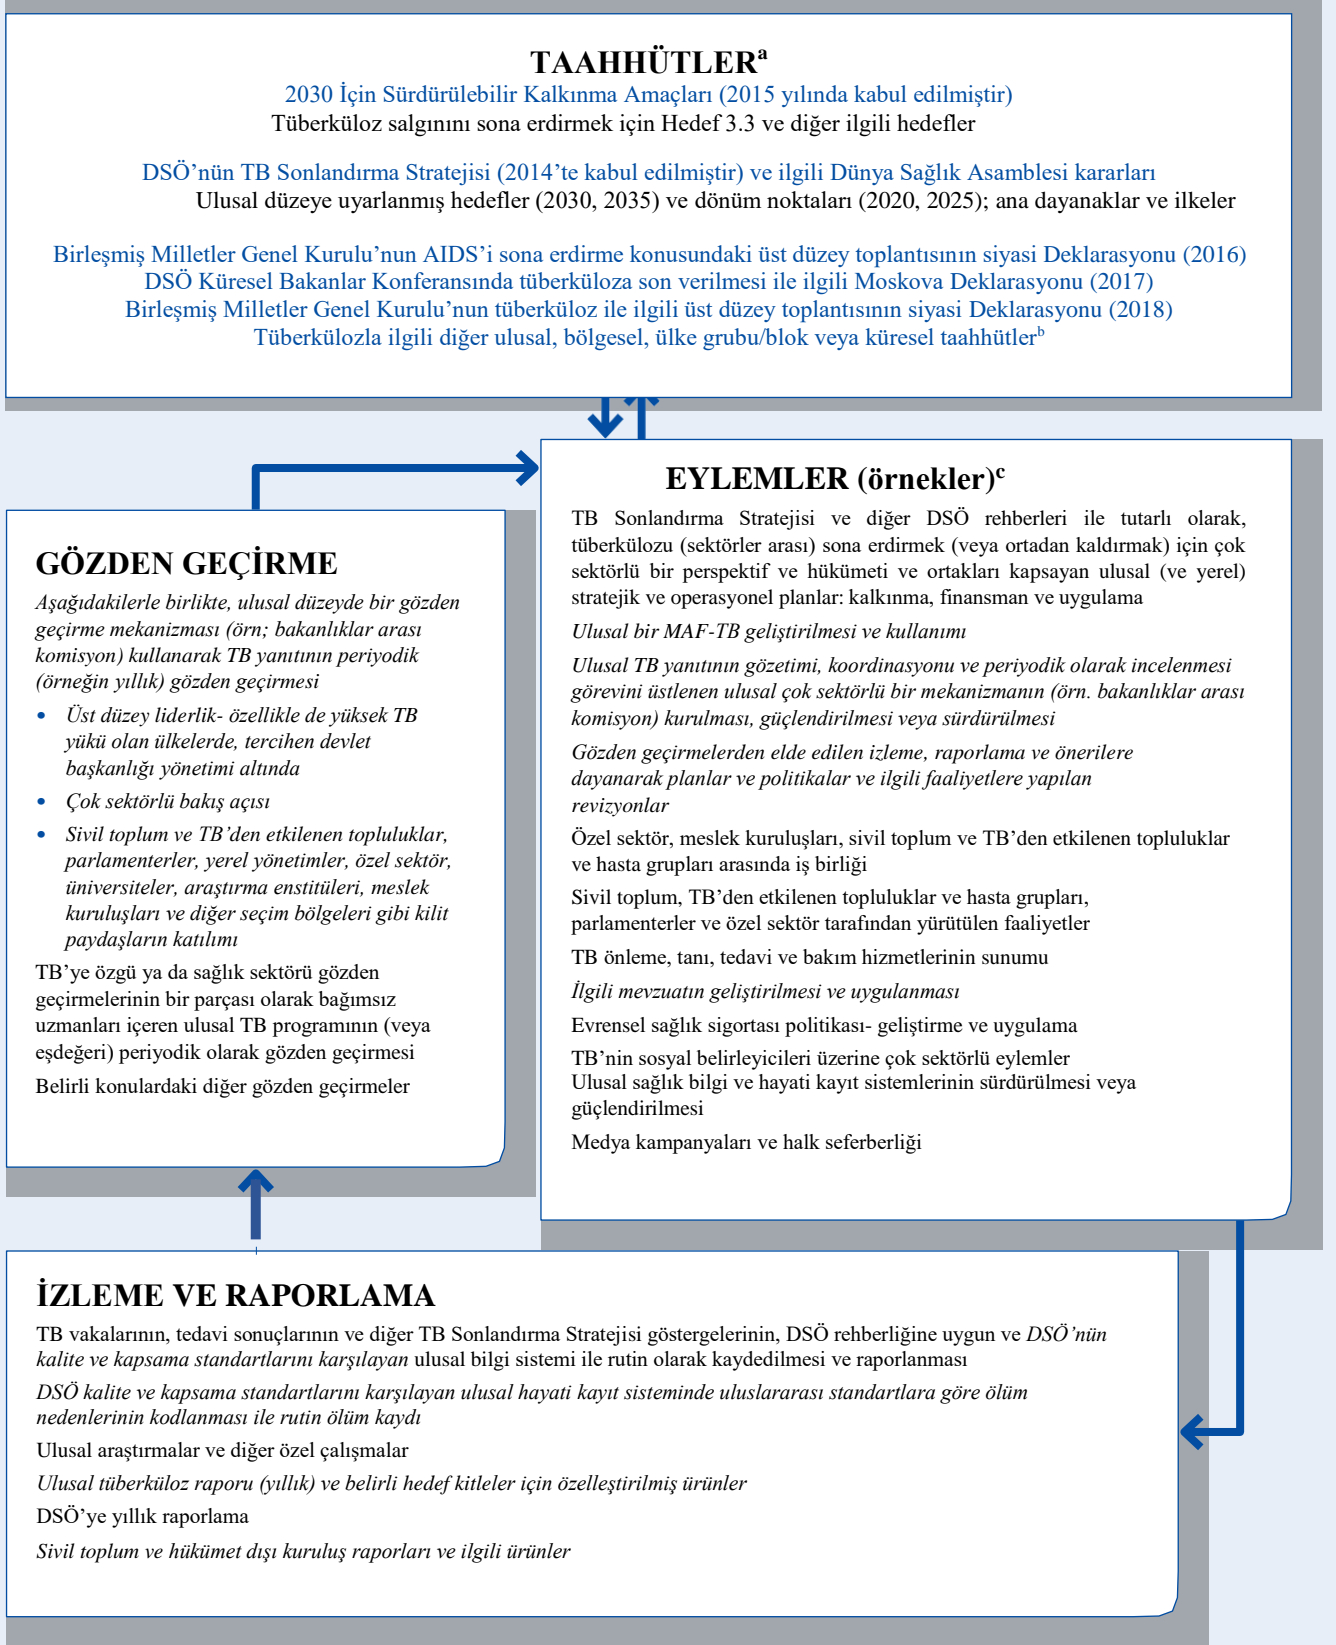 TAAHHÜTLERᵃ
2030 İçin Sürdürülebilir Kalkınma Amaçları (2015 yılında kabul edilmiştir)
Tüberküloz salgınını sona erdirmek için Hedef 3.3 ve diğer ilgili hedefler
DSÖ’nün TB Sonlandırma Stratejisi (2014’te kabul edilmiştir) ve ilgili Dünya Sağlık Asamblesi kararları
Ulusal düzeye uyarlanmış hedefler (2030, 2035) ve dönüm noktaları (2020, 2025); ana dayanaklar ve ilkeler
Birleşmiş Milletler Genel Kurulu’nun AIDS’i sona erdirme konusundaki üst düzey toplantısının siyasi Deklarasyonu (2016)
DSÖ Küresel Bakanlar Konferansında tüberküloza son verilmesi ile ilgili Moskova Deklarasyonu (2017)
Birleşmiş Milletler Genel Kurulu’nun tüberküloz ile ilgili üst düzey toplantısının siyasi Deklarasyonu (2018)
Tüberkülozla ilgili diğer ulusal, bölgesel, ülke grubu/blok veya küresel taahhütlerᵇ
EYLEMLER (örnekler)ᶜ
TB Sonlandırma Stratejisi ve diğer DSÖ rehberleri ile tutarlı olarak,
tüberkülozu (sektörler arası) sona erdirmek (veya ortadan kaldırmak) için çok
sektörlü bir perspektif ve hükümeti ve ortakları kapsayan ulusal (ve yerel)
stratejik ve operasyonel planlar: kalkınma, finansman ve uygulama
Ulusal bir MAF-TB geliştirilmesi ve kullanımı
Ulusal TB yanıtının gözetimi, koordinasyonu ve periyodik olarak incelenmesi
görevini üstlenen ulusal çok sektörlü bir mekanizmanın (örn. bakanlıklar arası
komisyon) kurulması, güçlendirilmesi veya sürdürülmesi
Gözden geçirmelerden elde edilen izleme, raporlama ve önerilere
dayanarak planlar ve politikalar ve ilgili faaliyetlere yapılan
revizyonlar
Özel sektör, meslek kuruluşları, sivil toplum ve TB’den etkilenen topluluklar
ve hasta grupları arasında iş birliği
Sivil toplum, TB’den etkilenen topluluklar ve hasta grupları,
parlamenterler ve özel sektör tarafından yürütülen faaliyetler
TB önleme, tanı, tedavi ve bakım hizmetlerinin sunumu
İlgili mevzuatın geliştirilmesi ve uygulanması
Evrensel sağlık sigortası politikası- geliştirme ve uygulama
TB’nin sosyal belirleyicileri üzerine çok sektörlü eylemler
Ulusal sağlık bilgi ve hayati kayıt sistemlerinin sürdürülmesi veya
güçlendirilmesi
Medya kampanyaları ve halk seferberliği
GÖZDEN GEÇİRME
Aşağıdakilerle birlikte, ulusal düzeyde bir gözden
geçirme mekanizması (örn; bakanlıklar arası
komisyon) kullanarak TB yanıtının periyodik
(örneğin yıllık) gözden geçirmesi
• Üst düzey liderlik- özellikle de yüksek TB
yükü olan ülkelerde, tercihen devlet
başkanlığı yönetimi altında
• Çok sektörlü bakış açısı
• Sivil toplum ve TB’den etkilenen topluluklar,
parlamenterler, yerel yönetimler, özel sektör,
üniversiteler, araştırma enstitüleri, meslek
kuruluşları ve diğer seçim bölgeleri gibi kilit
paydaşların katılımı
TB’ye özgü ya da sağlık sektörü gözden
geçirmelerinin bir parçası olarak bağımsız
uzmanları içeren ulusal TB programının (veya
eşdeğeri) periyodik olarak gözden geçirmesi
Belirli konulardaki diğer gözden geçirmeler
İZLEME VE RAPORLAMA
TB vakalarının, tedavi sonuçlarının ve diğer TB Sonlandırma Stratejisi göstergelerinin, DSÖ rehberliğine uygun ve DSÖ’nün
kalite ve kapsama standartlarını karşılayan ulusal bilgi sistemi ile rutin olarak kaydedilmesi ve raporlanması
DSÖ kalite ve kapsama standartlarını karşılayan ulusal hayati kayıt sisteminde uluslararası standartlara göre ölüm
nedenlerinin kodlanması ile rutin ölüm kaydı
Ulusal araştırmalar ve diğer özel çalışmalar
Ulusal tüberküloz raporu (yıllık) ve belirli hedef kitleler için özelleştirilmiş ürünler
DSÖ’ye yıllık raporlama
Sivil toplum ve hükümet dışı kuruluş raporları ve ilgili ürünler